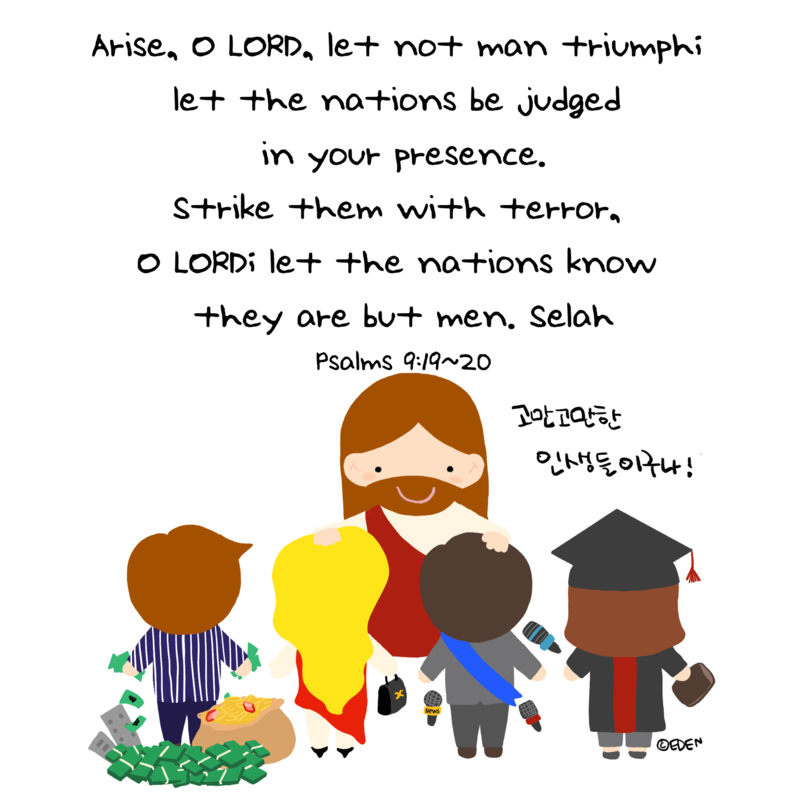 Arise, O LORD, let not man triumphi
let the nations be judged
in your presence.
Strike them with terror,
O LORDi let the nations know
they are but men. Selah
Psalms 9:19~20
고만고만한
인생들이구나!
NEWS
©EDEN